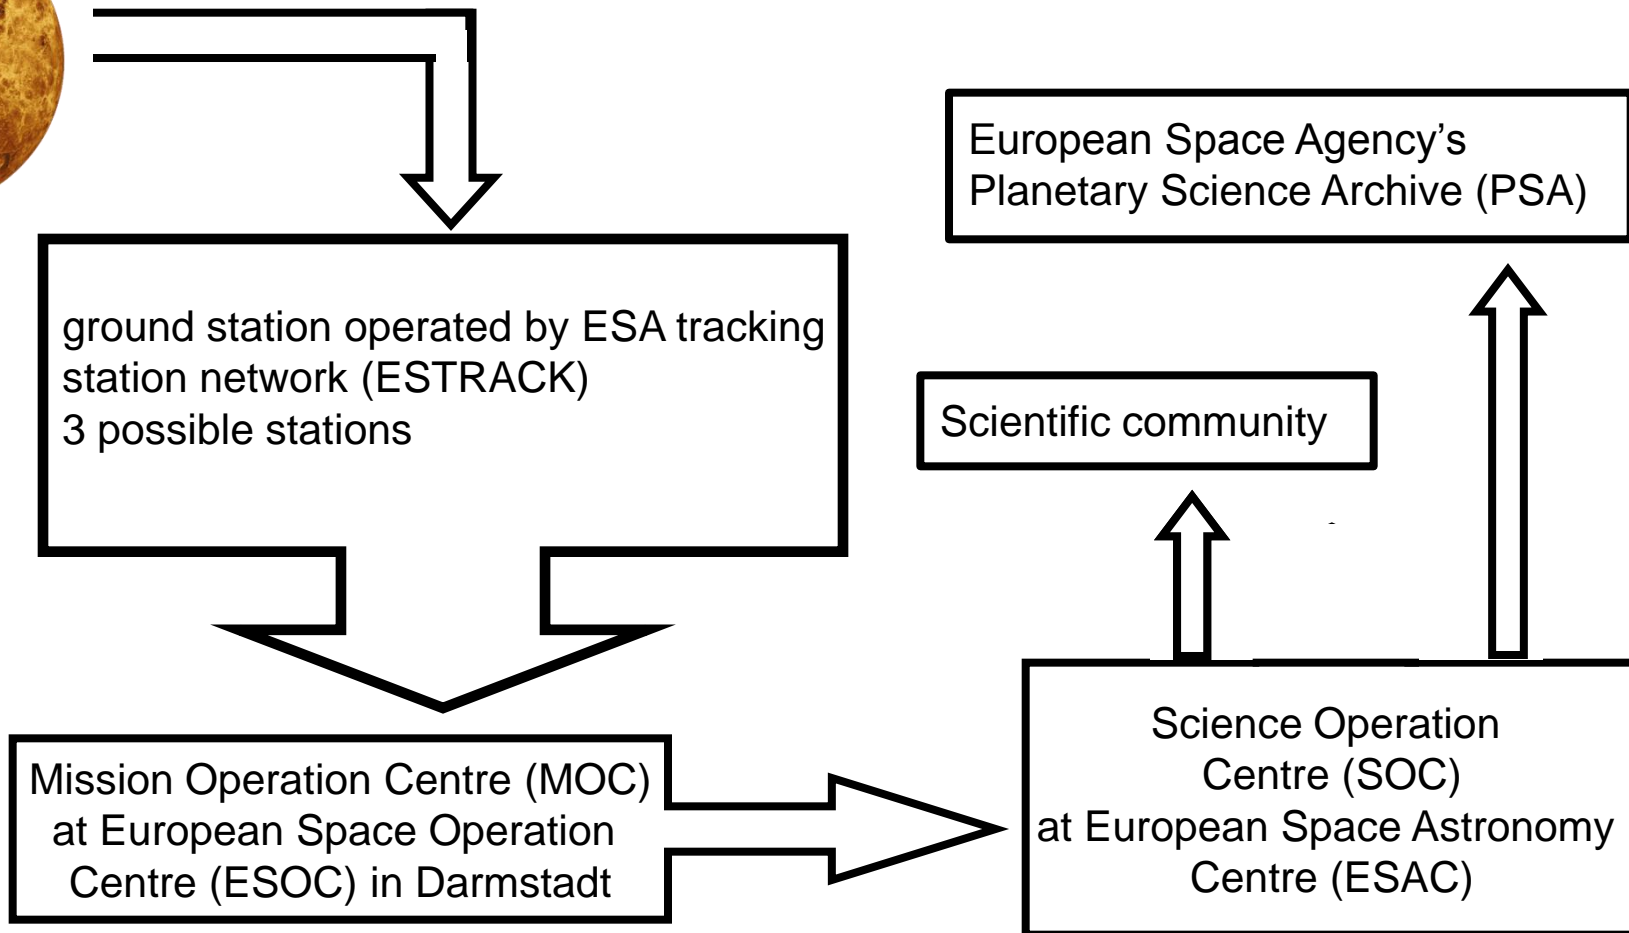 ground station operated by ESA tracking
station network (ESTRACK)
3 possible stations
Mission Operation Centre (MOC)
at European Space Operation
Centre (ESOC) in Darmstadt
European Space Agency’s
Planetary Science Archive (PSA)
Scientific community
Science Operation
Centre (SOC)
at European Space Astronomy
Centre (ESAC)